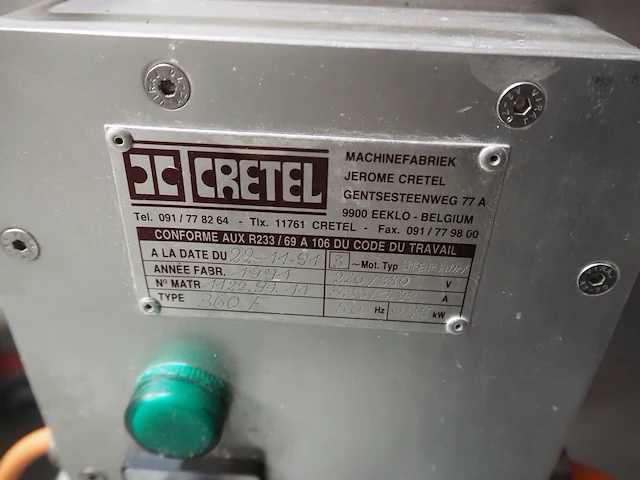 CRETEL
MACHINEFABRIEK
JEROME CRETEL
GENTSESTEENWEG 77 A
9900 EEKLO - BELGIUM
Tel. 091/77 82 64 - Tlx. 11761 CRETEL - Fax. 091/77 98 00
CONFORME AUX R233/69 A 106 DU CODE DU TRAVAIL
A LA DATE DU 22-11-91 3 ~ Mot. Typ
ANNÉE FABR. 1991 220/380 V
Nº MATR A
TYPE 360 50 Hz kW